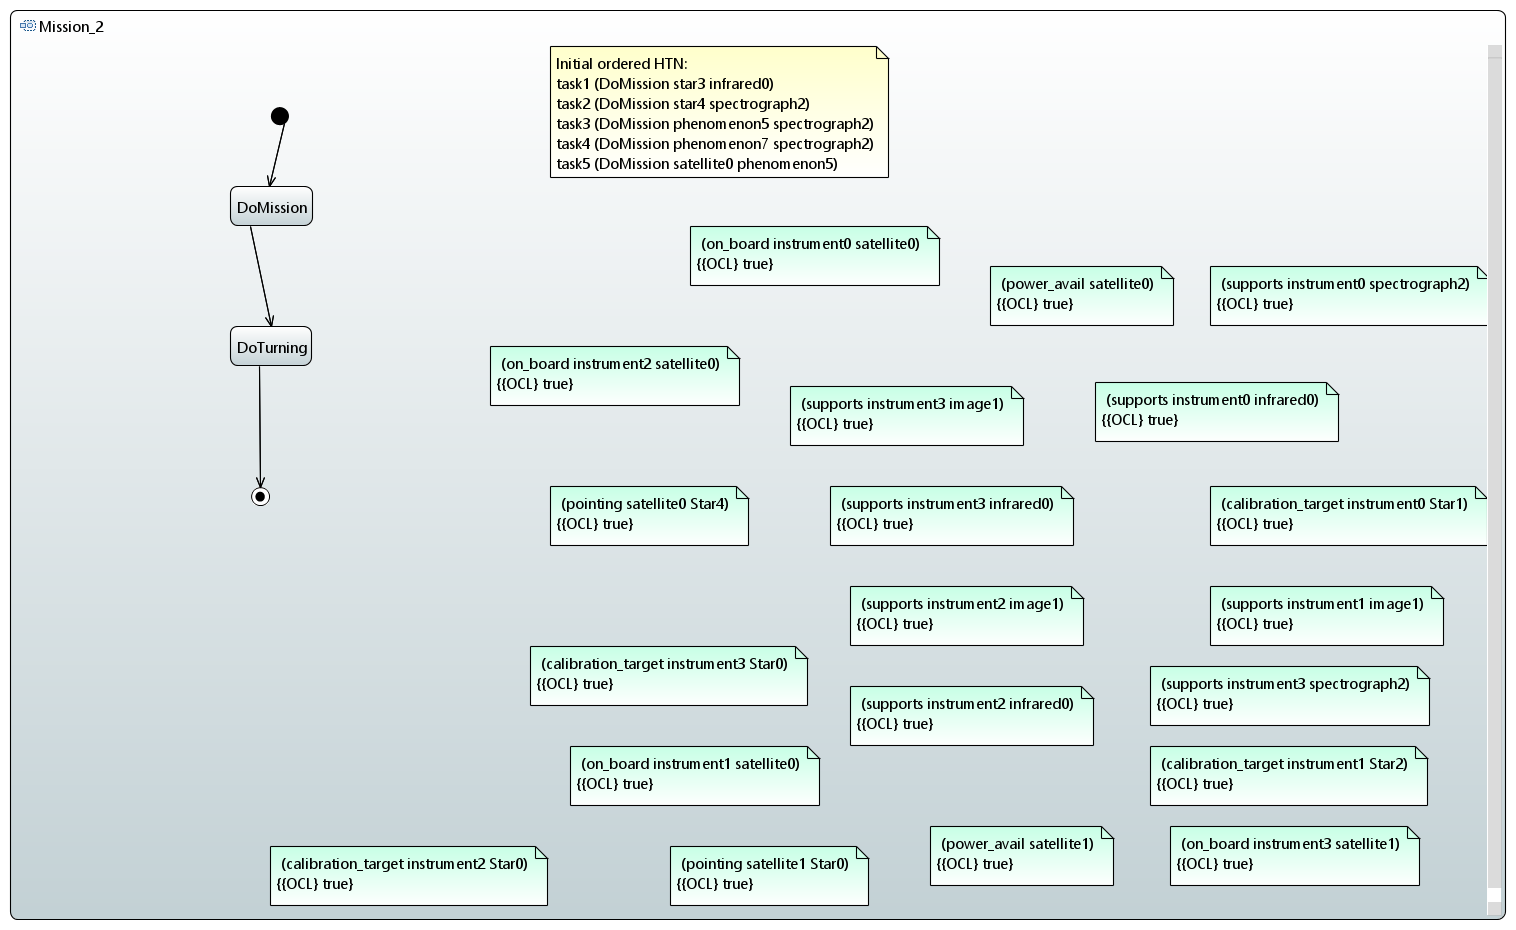 Mission_2
Initial ordered HTN:
task1 (DoMission star3 infrared0)
task2 (DoMission star4 spectrograph2)
task3 (DoMission phenomenon5 spectrograph2)
task4 (DoMission phenomenon7 spectrograph2)
task5 (DoMission satellite0 phenomenon5)
DoMission
DoTurning
(on_board instrument0 satellite0)
{{OCL} true}
(power_avail satellite0)
{{OCL} true}
(supports instrument0 spectrograph2)
{{OCL} true}
(on_board instrument2 satellite0)
{{OCL} true}
(supports instrument3 image1)
{{OCL} true}
(supports instrument0 infrared0)
{{OCL} true}
(pointing satellite0 Star4)
{{OCL} true}
(supports instrument3 infrared0)
{{OCL} true}
(calibration_target instrument0 Star1)
{{OCL} true}
(supports instrument2 image1)
{{OCL} true}
(supports instrument1 image1)
{{OCL} true}
(calibration_target instrument3 Star0)
{{OCL} true}
(supports instrument2 infrared0)
{{OCL} true}
(supports instrument3 spectrograph2)
{{OCL} true}
(on_board instrument1 satellite0)
{{OCL} true}
(calibration_target instrument1 Star2)
{{OCL} true}
(calibration_target instrument2 Star0)
{{OCL} true}
(pointing satellite1 Star0)
{{OCL} true}
(power_avail satellite1)
{{OCL} true}
(on_board instrument3 satellite1)
{{OCL} true}